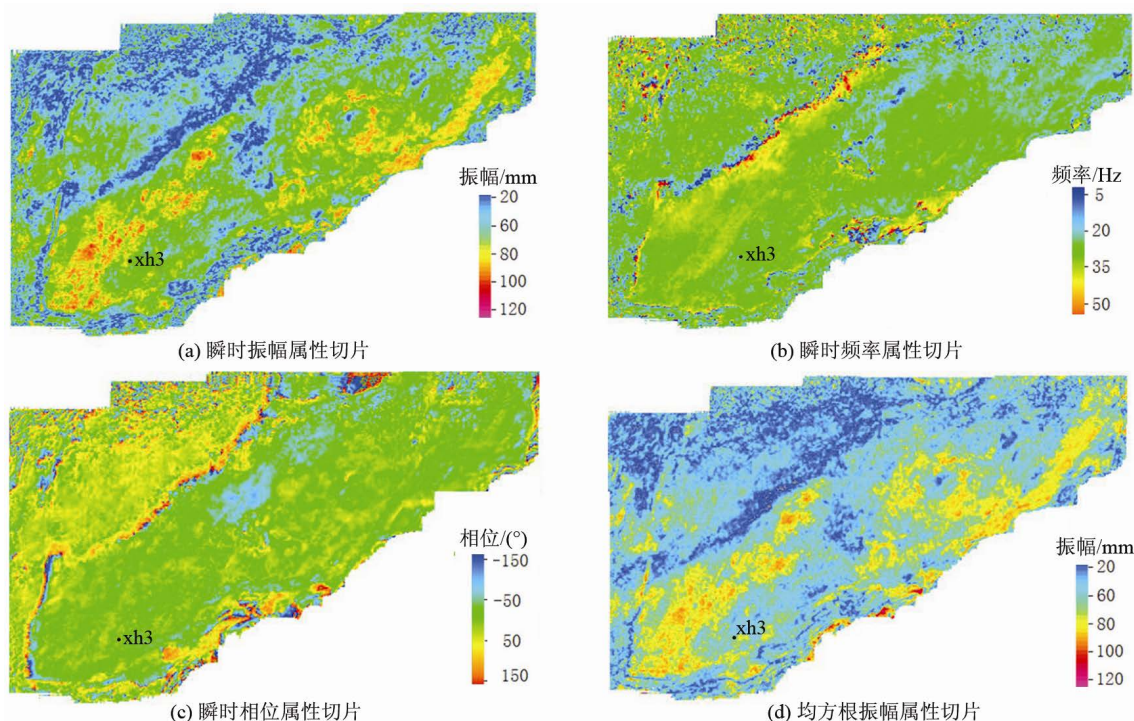 振幅/mm
20
60
80
100
120
xh3
(a) 瞬时振幅属性切片
频率/Hz
5
20
35
50
xh3
(b) 瞬时频率属性切片
相位/(°)
-150
-50
50
150
xh3
(c) 瞬时相位属性切片
振幅/mm
20
60
80
100
120
xh3
(d) 均方根振幅属性切片